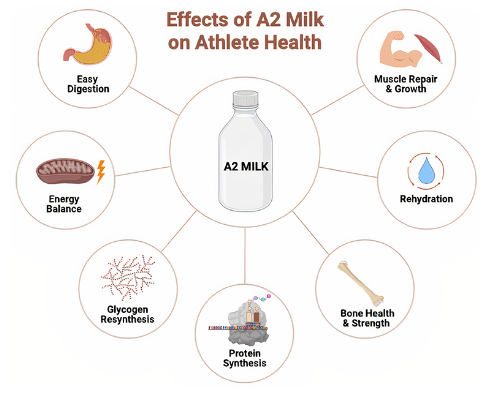 Effects of A2 Milk
on Athlete Health
Easy
Digestion
Muscle Repair
& Growth
A2 MILK
Energy
Balance
Rehydration
Glycogen
Resynthesis
Bone Health
& Strength
Protein
Synthesis